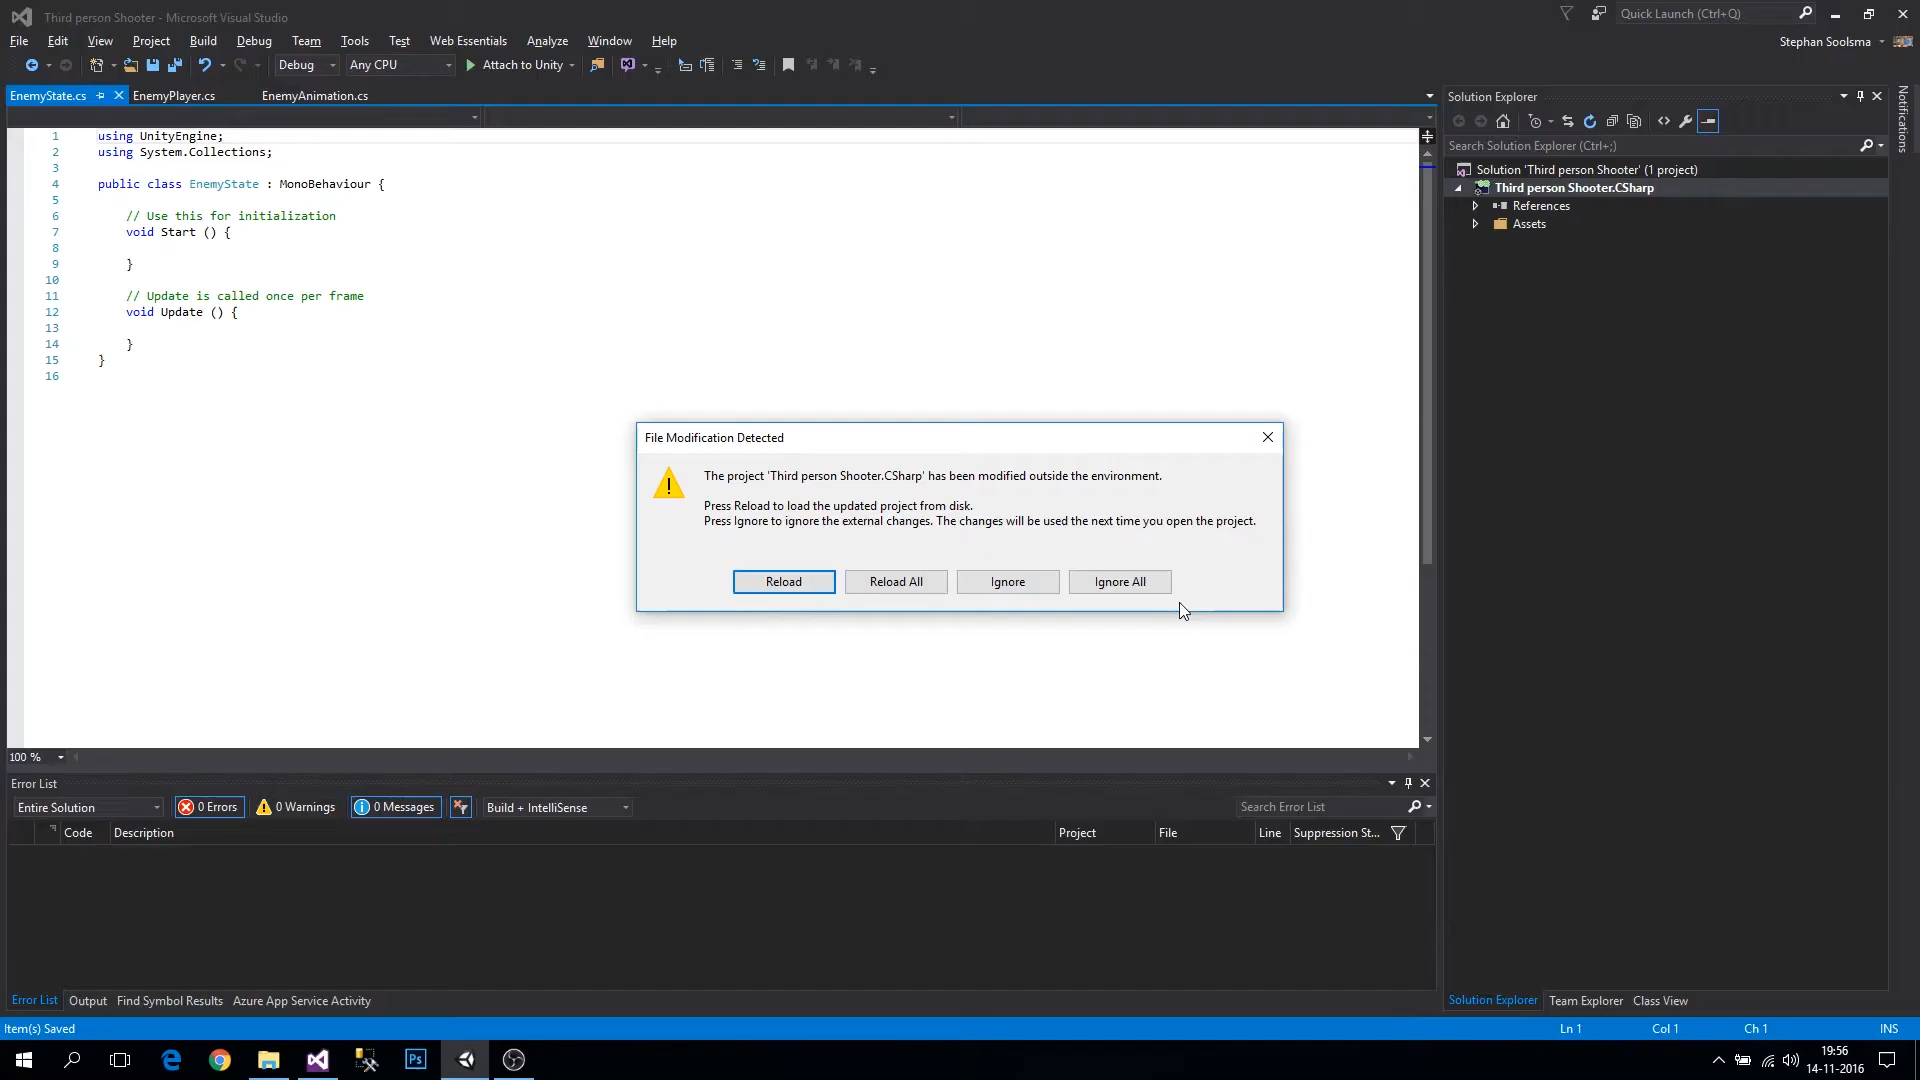 Third person Shooter - Microsoft Visual Studio
Quick Launch (Ctrl+Q)
File Edit View Project Build Debug Team Tools Test Web Essentials Analyze Window Help
Stephan Soolsma
Debug Any CPU Attach to Unity
EnemyState.cs EnemyPlayer.cs EnemyAnimation.cs
1 using UnityEngine;
2 using System.Collections;
3
4 public class EnemyState : MonoBehaviour {
5
6 // Use this for initialization
7 void Start () {
8
9 }
10
11 // Update is called once per frame
12 void Update () {
13
14 }
15 }
16
100 %
File Modification Detected
The project 'Third person Shooter.CSharp' has been modified outside the environment.
Press Reload to load the updated project from disk.
Press Ignore to ignore the external changes. The changes will be used the next time you open the project.
Reload Reload All Ignore Ignore All
Solution Explorer
Search Solution Explorer (Ctrl+;)
Solution 'Third person Shooter' (1 project)
Third person Shooter.CSharp
References
Assets
Notifications
Error List
Entire Solution 0 Errors 0 Warnings 0 Messages Build + IntelliSense Search Error List
Code Description Project File Line Suppression St...
Error List Output Find Symbol Results Azure App Service Activity
Solution Explorer Team Explorer Class View
Item(s) Saved Ln 1 Col 1 Ch 1 INS
Ps
19:56
14-11-2016